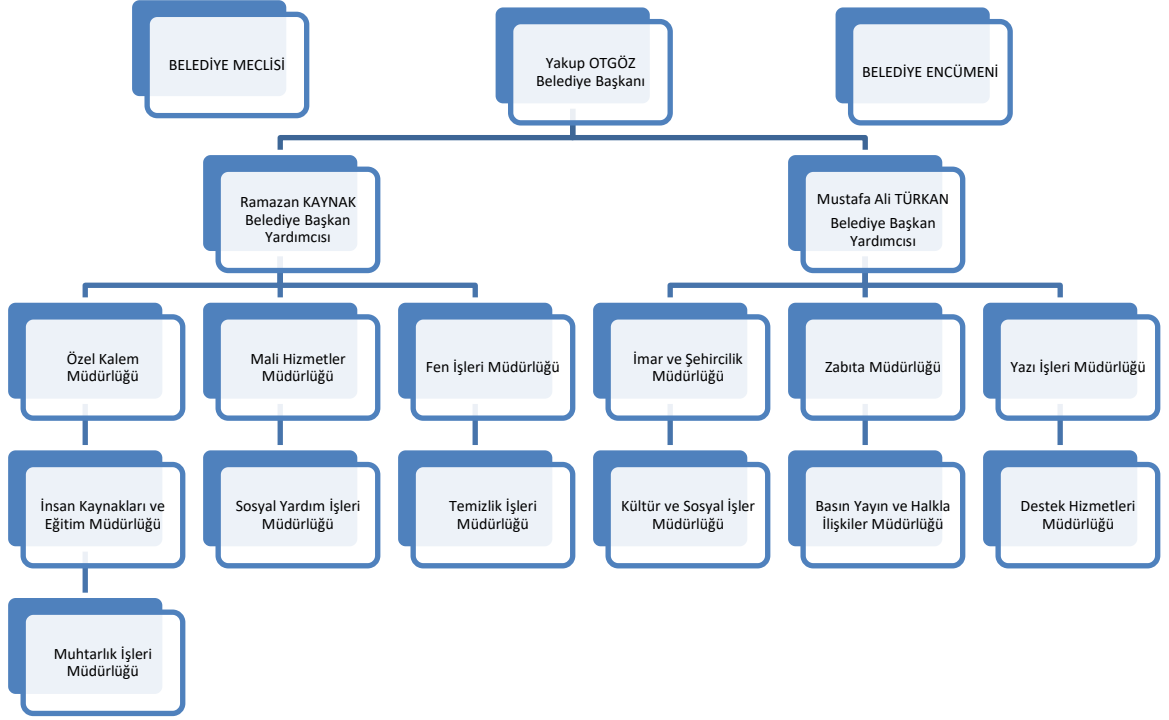 BELEDİYE MECLİSİ
Yakup OTGÖZ
Belediye Başkanı
BELEDİYE ENCÜMENİ
Ramazan KAYNAK
Belediye Başkan
Yardımcısı
Mustafa Ali TÜRKAN
Belediye Başkan
Yardımcısı
Özel Kalem
Müdürlüğü
Mali Hizmetler
Müdürlüğü
Fen İşleri Müdürlüğü
İmar ve Şehircilik
Müdürlüğü
Zabıta Müdürlüğü
Yazı İşleri Müdürlüğü
İnsan Kaynakları ve
Eğitim Müdürlüğü
Sosyal Yardım İşleri
Müdürlüğü
Temizlik İşleri
Müdürlüğü
Kültür ve Sosyal İşler
Müdürlüğü
Basın Yayın ve Halkla
İlişkiler Müdürlüğü
Destek Hizmetleri
Müdürlüğü
Muhtarlık İşleri
Müdürlüğü